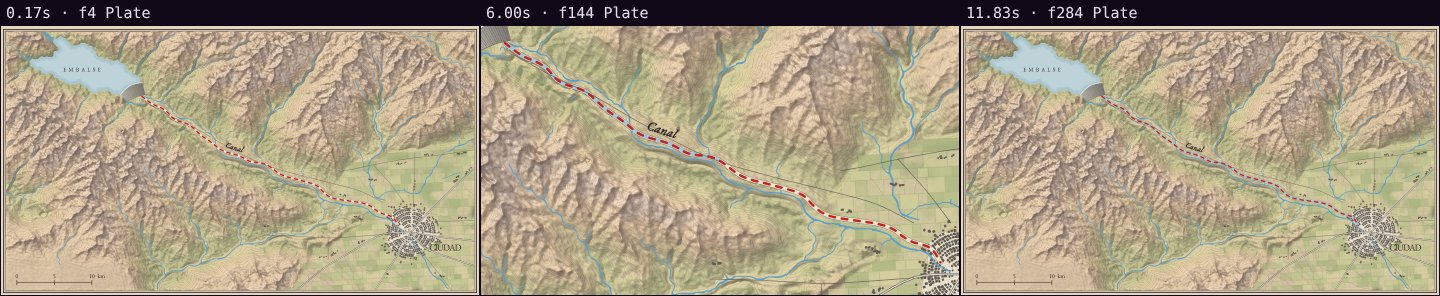 0.17s · f4 Plate
6.00s · f144 Plate
11.83s · f284 Plate
EMBALSE
Canal
CIUDAD
0 5 10 km
Canal
EMBALSE
Canal
CIUDAD
0 5 10 km